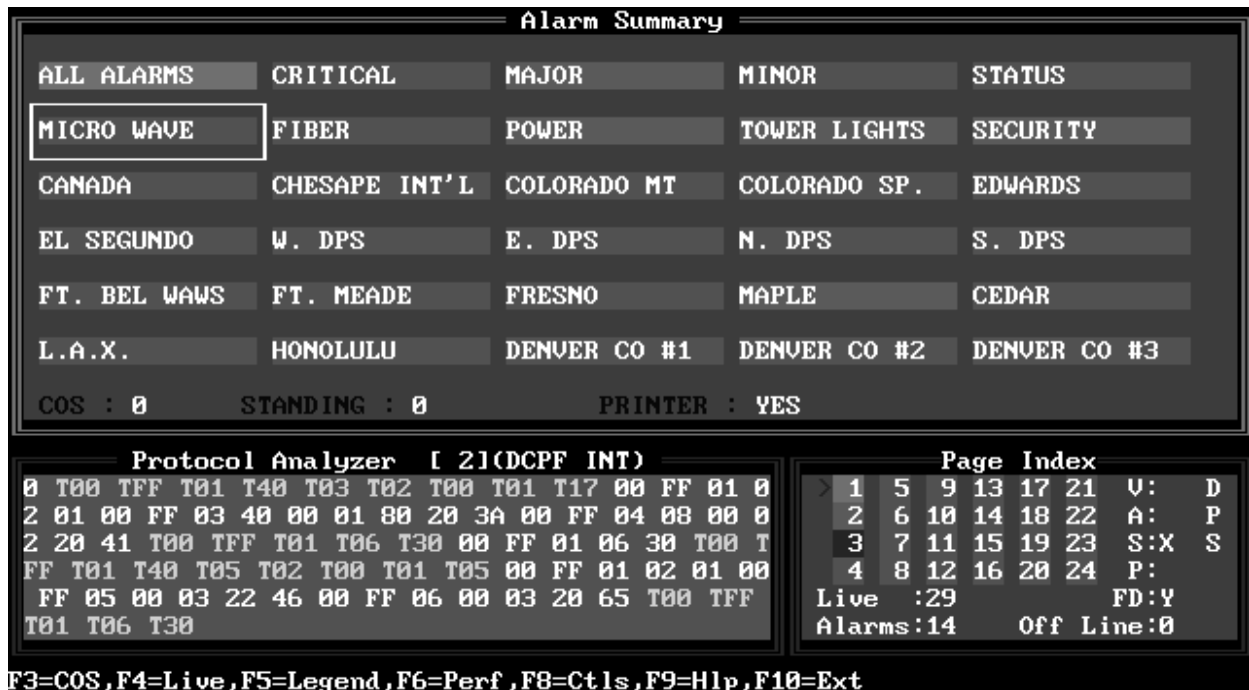 Alarm Summary
ALL ALARMS CRITICAL MAJOR MINOR STATUS
MICRO WAVE FIBER POWER TOWER LIGHTS SECURITY
CANADA CHESAPE INT'L COLORADO MT COLORADO SP. EDWARDS
EL SEGUNDO W. DPS E. DPS N. DPS S. DPS
FT. BEL WAWS FT. MEADE FRESNO MAPLE CEDAR
L.A.X. HONOLULU DENVER CO #1 DENVER CO #2 DENVER CO #3
COS : 0 STANDING : 0 PRINTER : YES
Protocol Analyzer [ 2](DCPF INT)
0 T00 TFF T01 T40 T03 T02 T00 T01 T17 00 FF 01 0
2 01 00 FF 03 40 00 01 80 20 3A 00 FF 04 08 00 0
2 20 41 T00 TFF T01 T06 T30 00 FF 01 06 30 T00 T
FF T01 T40 T05 T02 T00 T01 T05 00 FF 01 02 01 00
FF 05 00 03 22 46 00 FF 06 00 03 20 65 T00 TFF
T01 T06 T30
Page Index
> 1 5 9 13 17 21 V: D
2 6 10 14 18 22 A: P
3 7 11 15 19 23 S:X S
4 8 12 16 20 24 P:
Live :29 FD:Y
Alarms:14 Off Line:0
F3=COS,F4=Live,F5=Legend,F6=Perf,F8=Ctls,F9=Hlp,F10=Ext